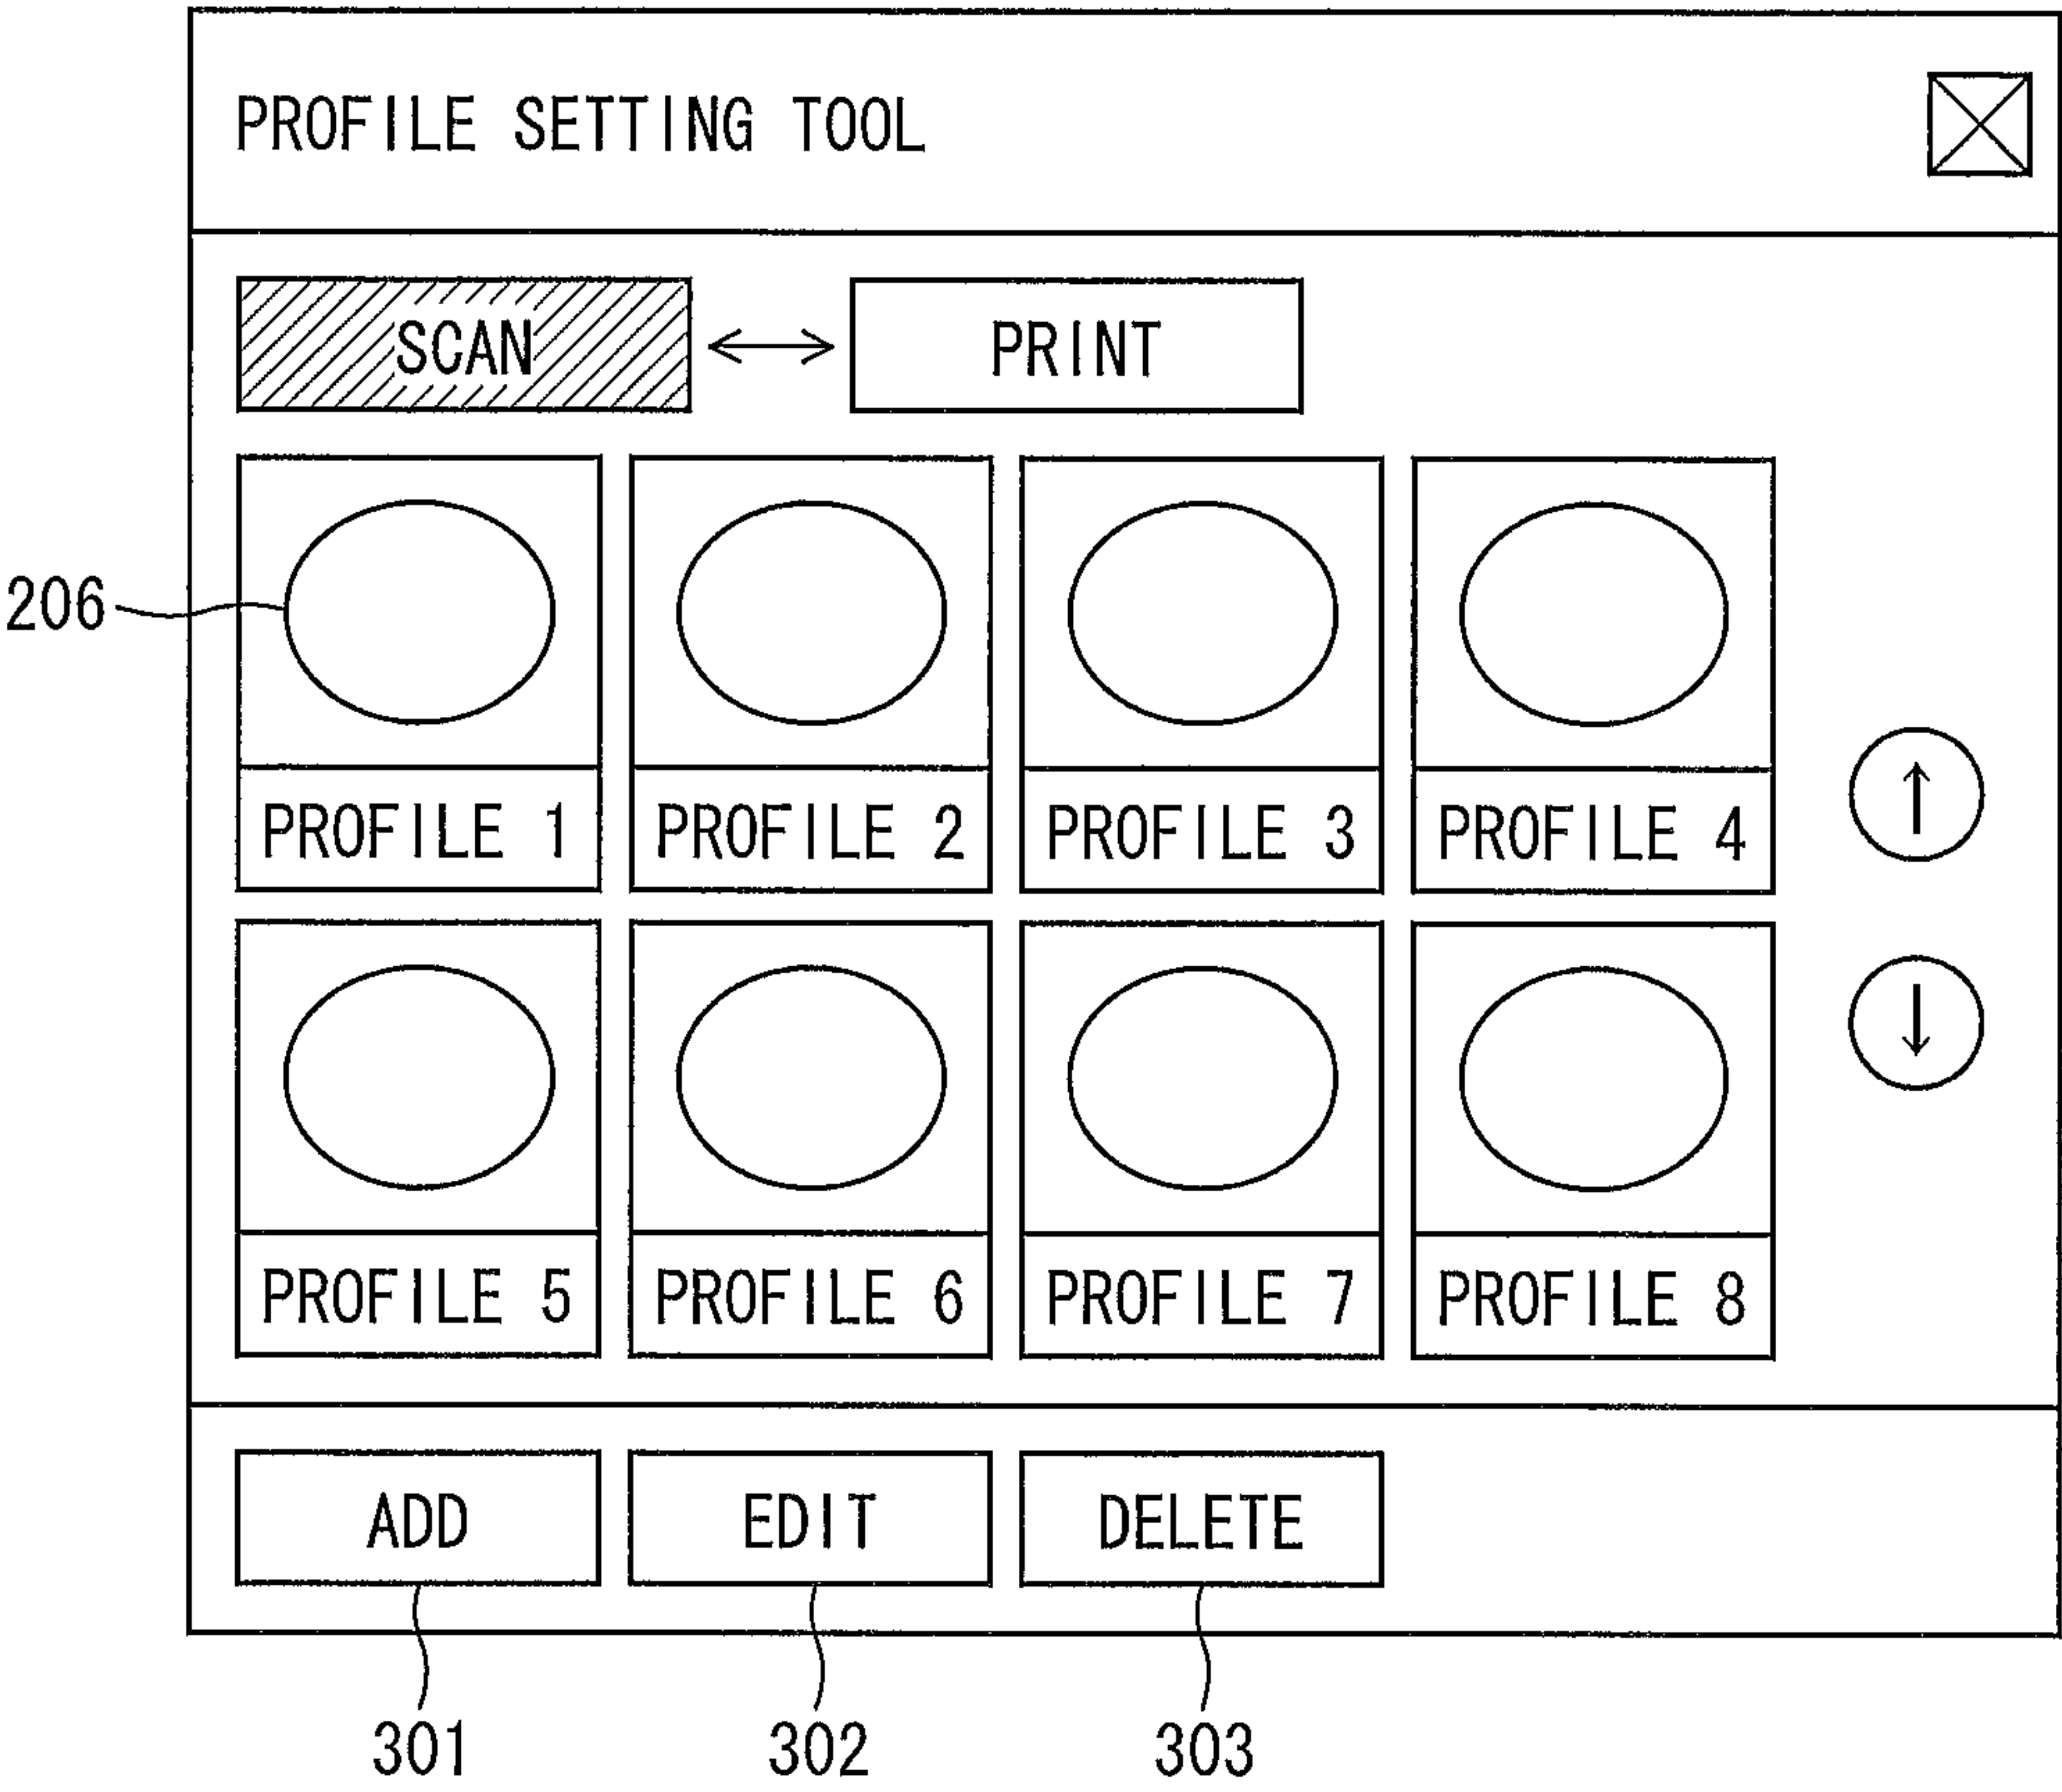 PROFILE SETTING TOOL
SCAN PRINT
206
PROFILE 1 PROFILE 2 PROFILE 3 PROFILE 4
PROFILE 5 PROFILE 6 PROFILE 7 PROFILE 8
ADD EDIT DELETE
301 302 303